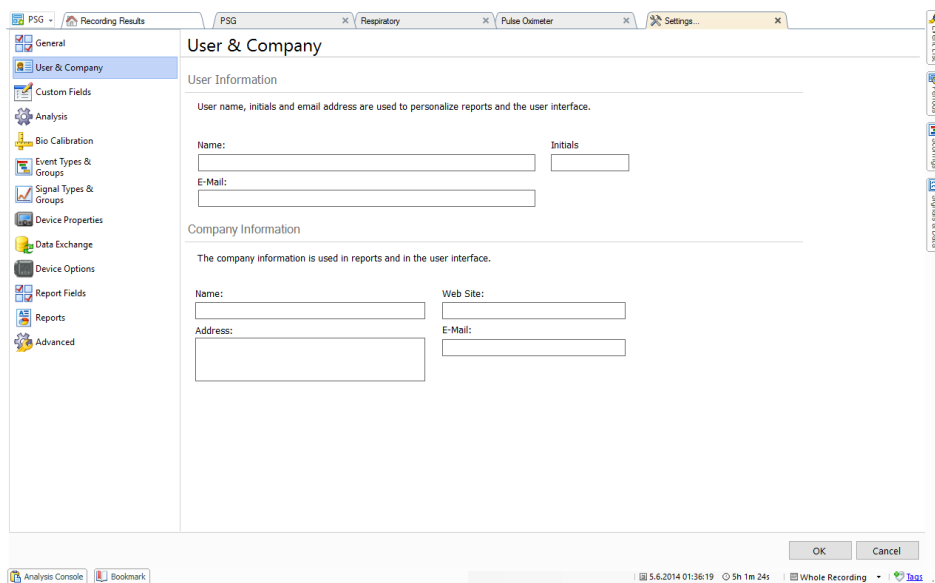 PSG
Recording Results
PSG
Respiratory
Pulse Oximeter
Settings...
General
User & Company
Custom Fields
Analysis
Bio Calibration
Event Types &
Groups
Signal Types &
Groups
Device Properties
Data Exchange
Device Options
Report Fields
Reports
Advanced
User & Company
User Information
User name, initials and email address are used to personalize reports and the user interface.
Name:
Initials
E-Mail:
Company Information
The company information is used in reports and in the user interface.
Name:
Web Site:
Address:
E-Mail:
OK
Cancel
Analysis Console
Bookmark
5.6.2014 01:36:19
5h 1m 24s
Whole Recording
Tags